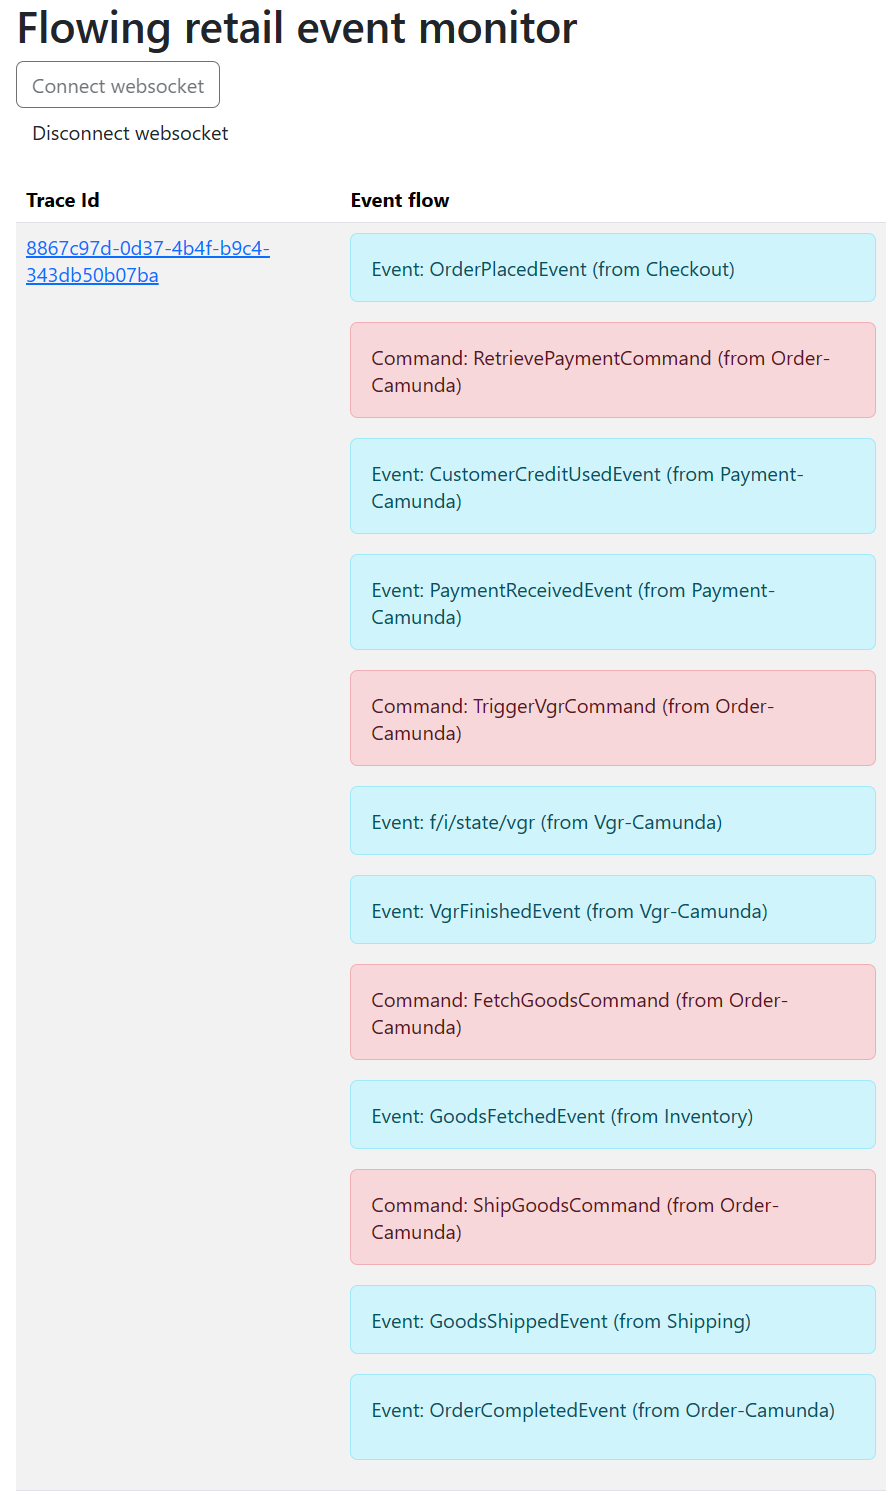 Flowing retail event monitor
Connect websocket
Disconnect websocket
Trace Id
Event flow
8867c97d-0d37-4b4f-b9c4-
343db50b07ba
Event: OrderPlacedEvent (from Checkout)
Command: RetrievePaymentCommand (from Order-
Camunda)
Event: CustomerCreditUsedEvent (from Payment-
Camunda)
Event: PaymentReceivedEvent (from Payment-
Camunda)
Command: TriggerVgrCommand (from Order-
Camunda)
Event: f/i/state/vgr (from Vgr-Camunda)
Event: VgrFinishedEvent (from Vgr-Camunda)
Command: FetchGoodsCommand (from Order-
Camunda)
Event: GoodsFetchedEvent (from Inventory)
Command: ShipGoodsCommand (from Order-
Camunda)
Event: GoodsShippedEvent (from Shipping)
Event: OrderCompletedEvent (from Order-Camunda)